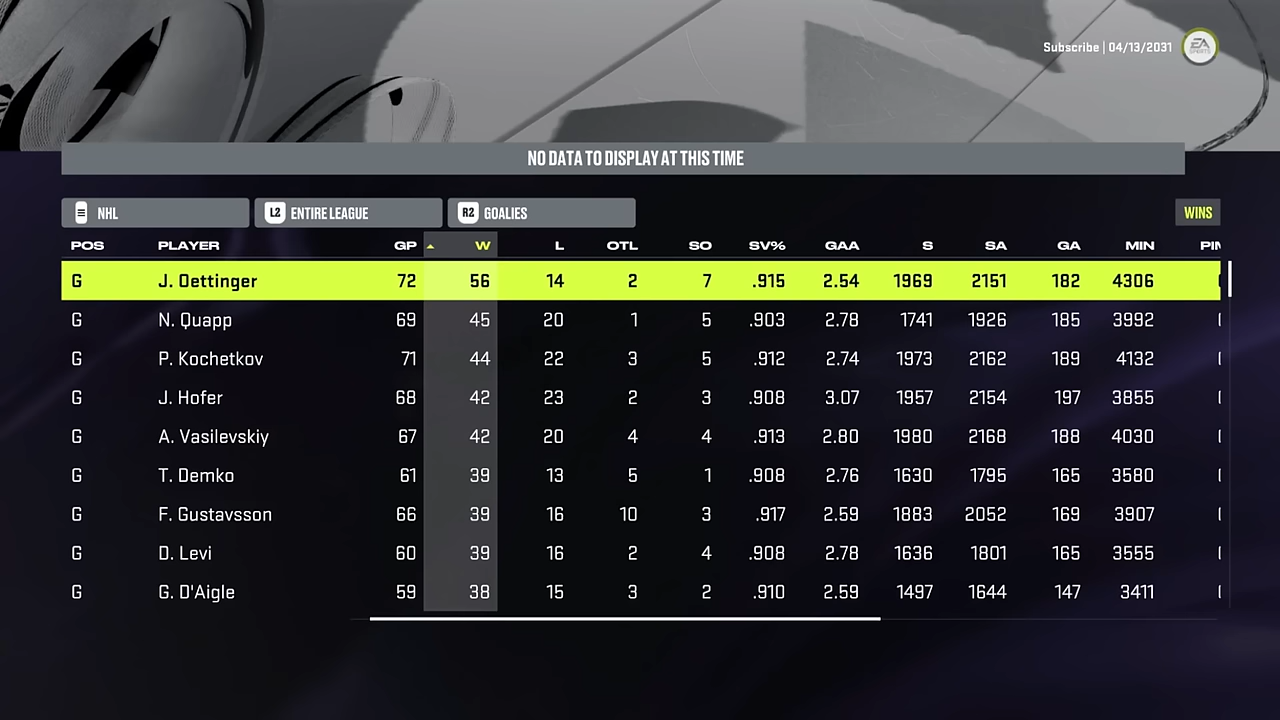 Subscribe | 04/13/2031
EA SPORTS
NO DATA TO DISPLAY AT THIS TIME
NHL L2 ENTIRE LEAGUE R2 GOALIES WINS
POS PLAYER GP W L OTL SO SV% GAA S SA GA MIN
G J. Oettinger 72 56 14 2 7 .915 2.54 1969 2151 182 4306
G N. Quapp 69 45 20 1 5 .903 2.78 1741 1926 185 3992
G P. Kochetkov 71 44 22 3 5 .912 2.74 1973 2162 189 4132
G J. Hofer 68 42 23 2 3 .908 3.07 1957 2154 197 3855
G A. Vasilevskiy 67 42 20 4 4 .913 2.80 1980 2168 188 4030
G T. Demko 61 39 13 5 1 .908 2.76 1630 1795 165 3580
G F. Gustavsson 66 39 16 10 3 .917 2.59 1883 2052 169 3907
G D. Levi 60 39 16 2 4 .908 2.78 1636 1801 165 3555
G G. D'Aigle 59 38 15 3 2 .910 2.59 1497 1644 147 3411